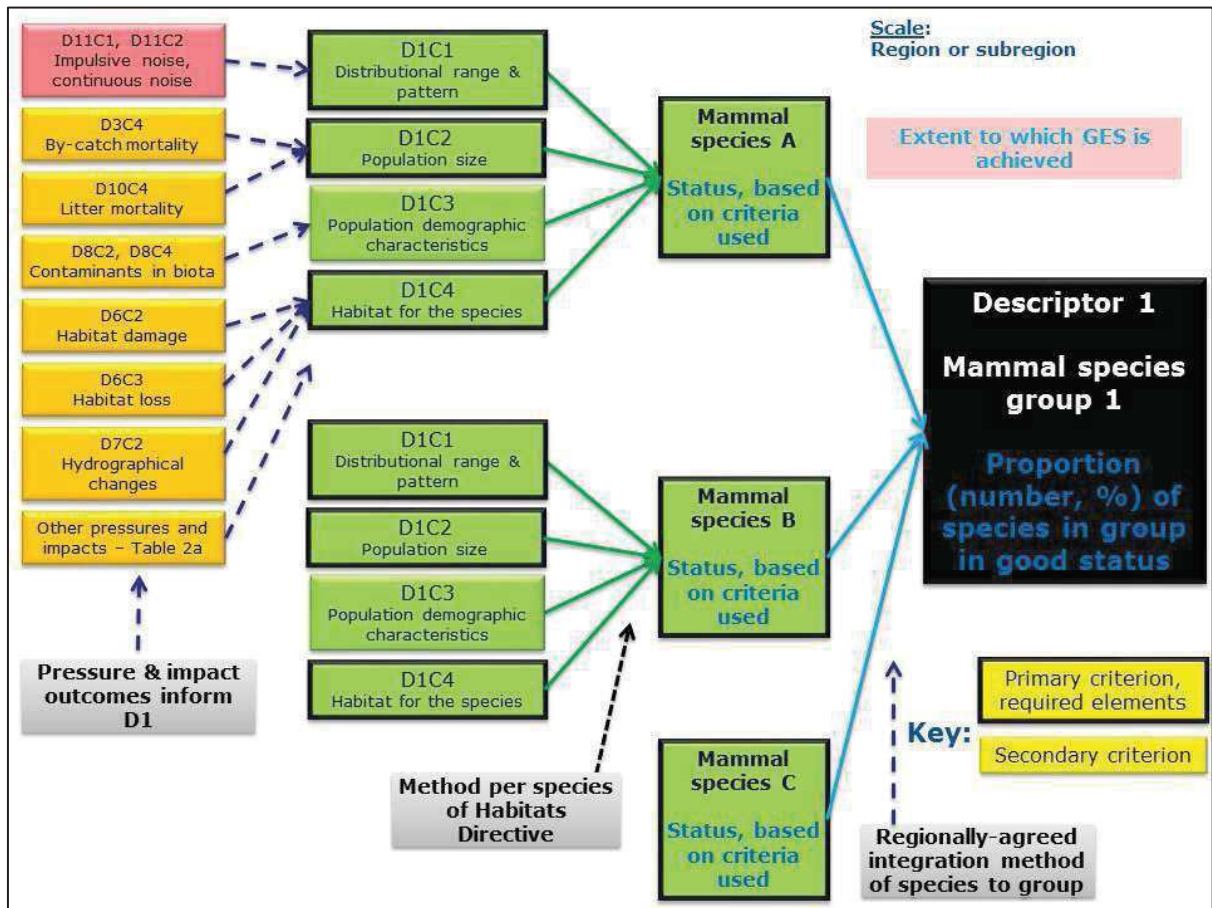 D11C1, D11C2
Impulsive noise,
continuous noise
D3C4
By-catch mortality
D10C4
Litter mortality
D8C2, D8C4
Contaminants in biota
D6C2
Habitat damage
D6C3
Habitat loss
D7C2
Hydrographical
changes
Other pressures and
impacts – Table 2a
Pressure & impact
outcomes inform
D1
D1C1
Distributional range &
pattern
D1C2
Population size
D1C3
Population demographic
characteristics
D1C4
Habitat for the species
D1C1
Distributional range &
pattern
D1C2
Population size
D1C3
Population demographic
characteristics
D1C4
Habitat for the species
Method per species
of Habitats
Directive
Mammal
species A
Status, based
on criteria
used
Mammal
species B
Status, based
on criteria
used
Mammal
species C
Status, based
on criteria
used
Scale:
Region or subregion
Extent to which GES is
achieved
Descriptor 1
Mammal species
group 1
Proportion
(number, %) of
species in group
in good status
Key:
Primary criterion,
required elements
Secondary criterion
Regionally-agreed
integration method
of species to group